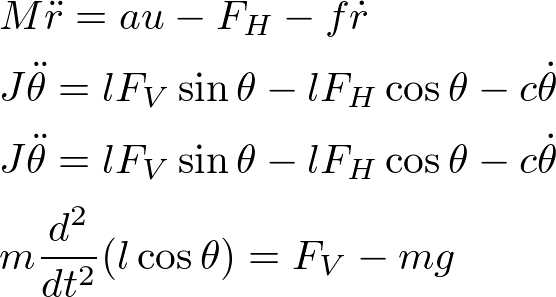 M r̈ = au − F_H − f ṙ
J θ̈ = l F_V sin θ − l F_H cos θ − c θ̇
J θ̈ = l F_V sin θ − l F_H cos θ − c θ̇
m d²/dt² (l cos θ) = F_V − mg